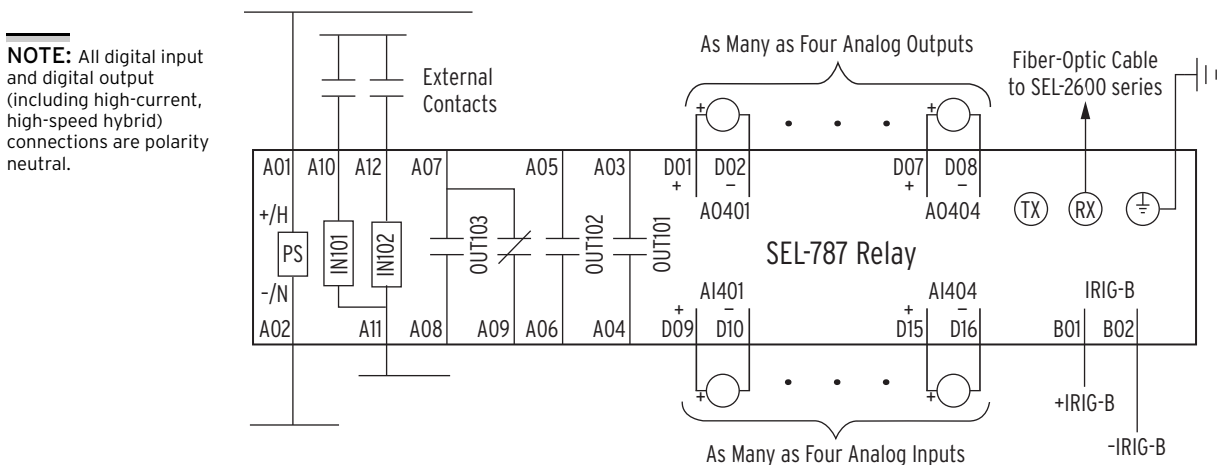 NOTE: All digital input
and digital output
(including high-current,
high-speed hybrid)
connections are polarity
neutral.
External
Contacts
As Many as Four Analog Outputs
Fiber-Optic Cable
to SEL-2600 series
+ +
A01 A10 A12 A07 A05 A03 D01 D02 D07 D08
+ – + –
AO401 AO404
TX RX
+/H
PS
–/N
IN101
IN102
OUT103
OUT102
OUT101
SEL-787 Relay
AI401 AI404 IRIG-B
+ – + –
A02 A11 A08 A09 A06 A04 D09 D10 D15 D16 B01 B02
+ +
+IRIG-B
–IRIG-B
As Many as Four Analog Inputs